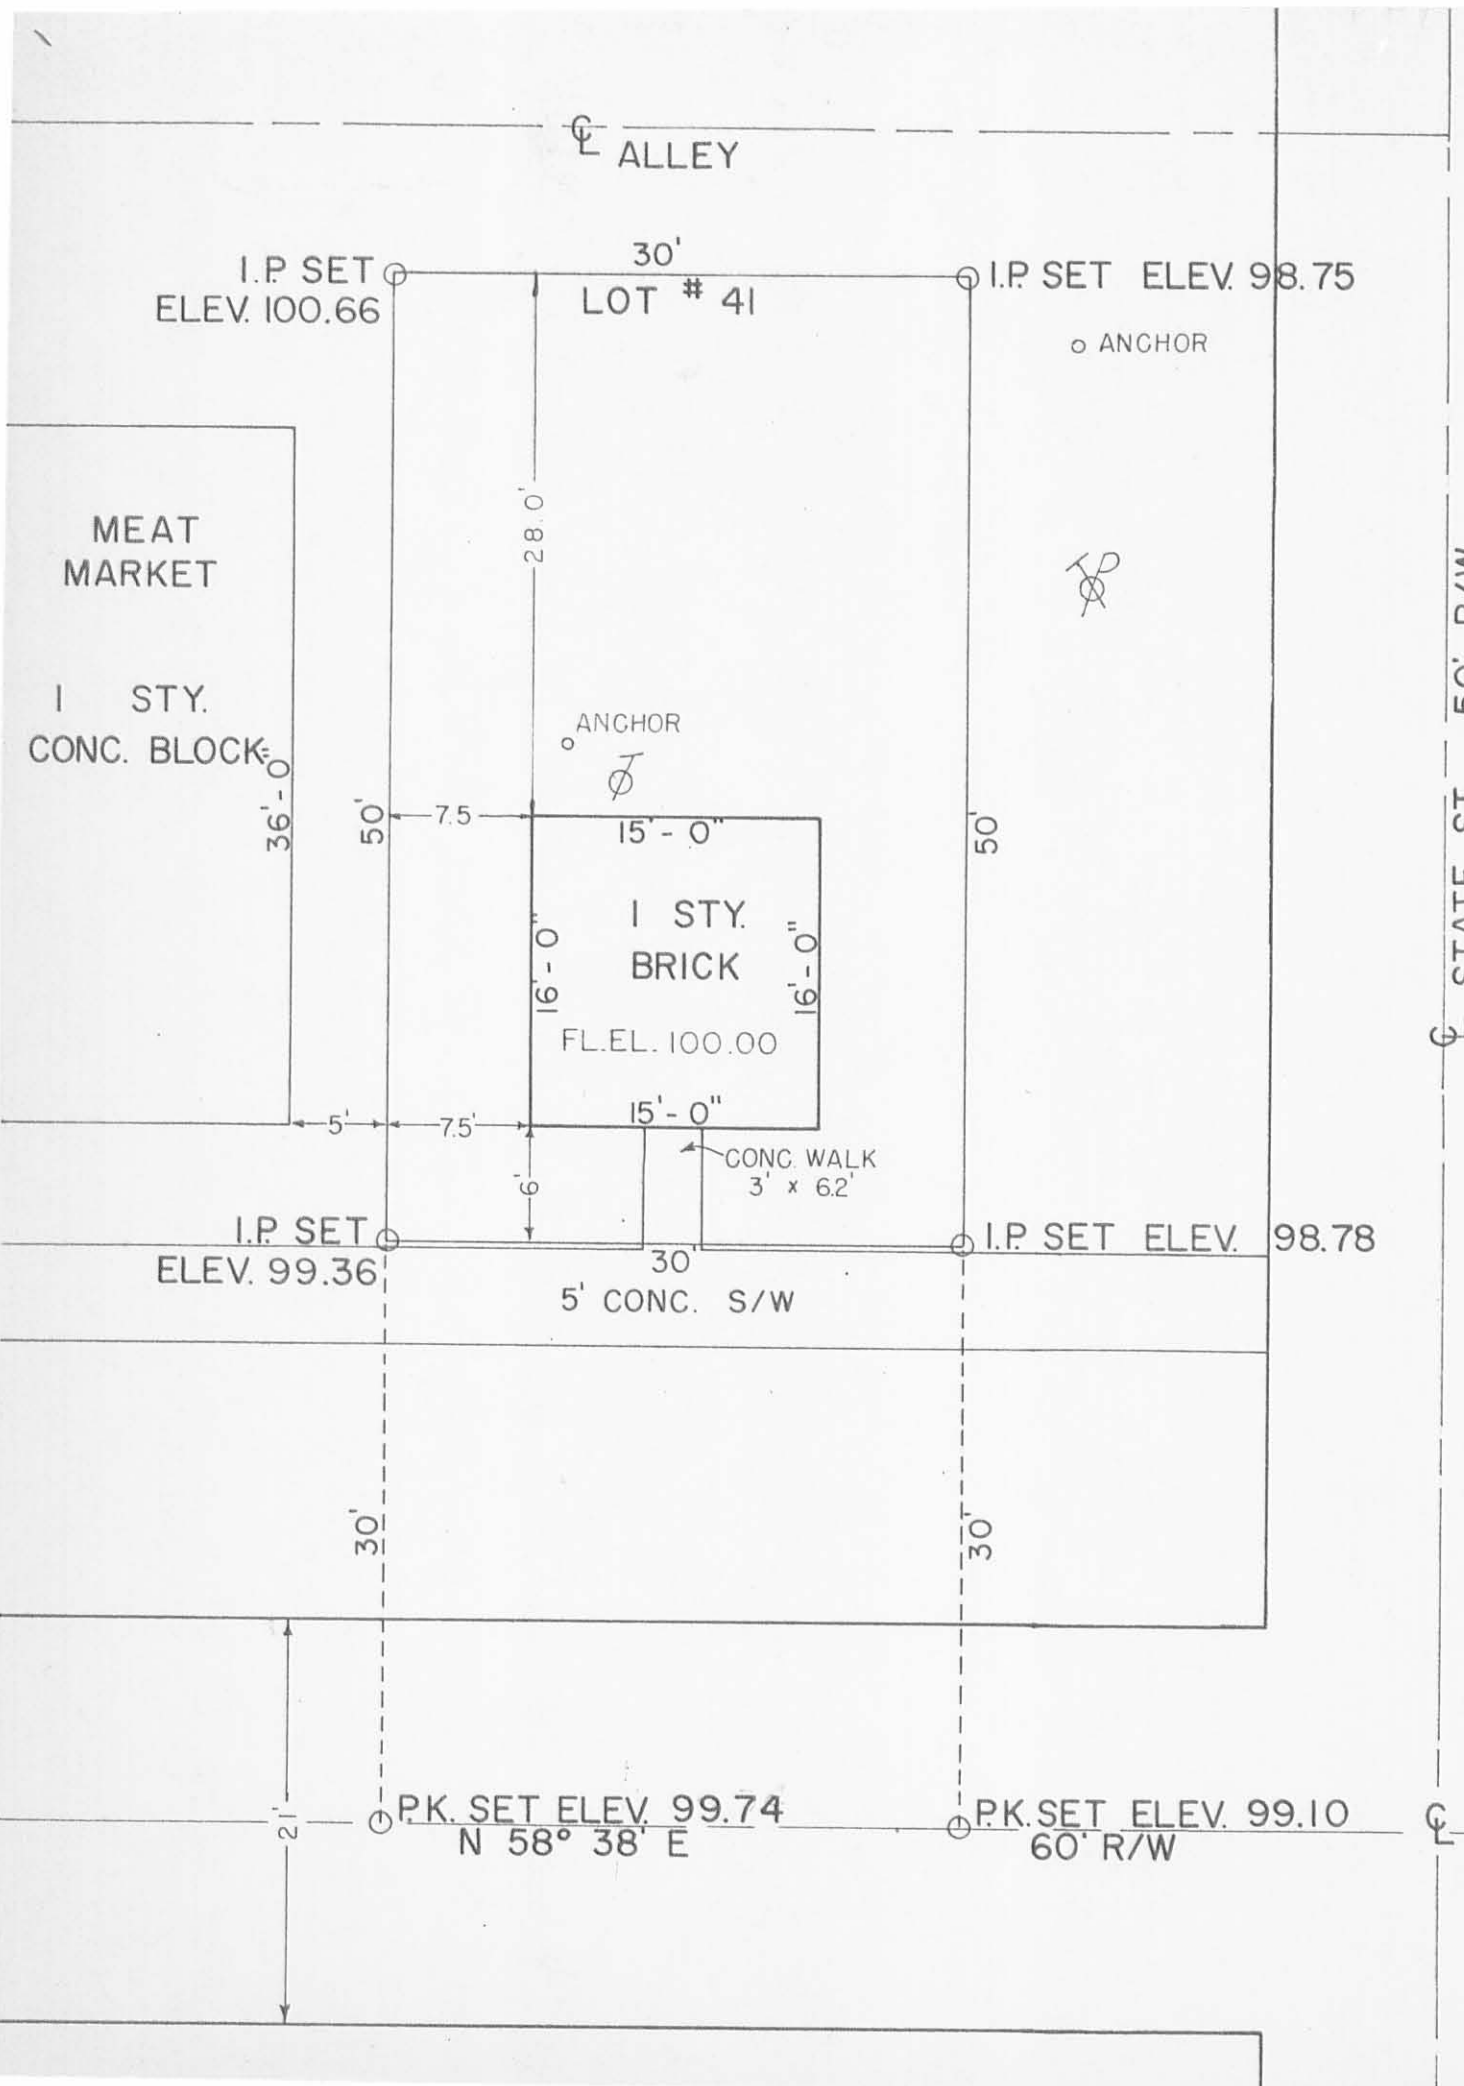 ℄ ALLEY
30'
I.P. SET
ELEV. 100.66
LOT # 41
I.P. SET ELEV. 98.75
ANCHOR
MEAT
MARKET
1 STY.
CONC. BLOCK
36'-0"
50'
28.0'
TP
ANCHOR
T
7.5
15'-0"
50'
16'-0"
1 STY.
BRICK
16'-0"
FL.EL. 100.00
15'-0"
5'
7.5'
6'
CONC. WALK
3' x 6.2'
I.P. SET
ELEV. 99.36
30'
I.P. SET ELEV. 98.78
5' CONC. S/W
30'
30'
21'
P.K. SET ELEV. 99.74
N 58° 38' E
P.K. SET ELEV. 99.10
60' R/W
℄
℄ STATE ST. 50' R/W